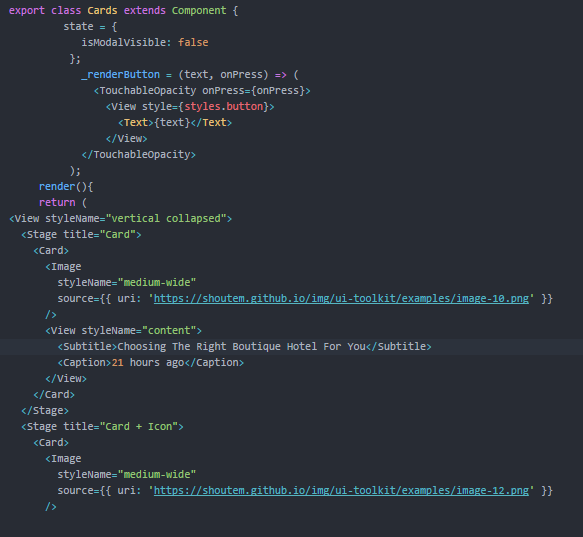 export class Cards extends Component {
state = {
isModalVisible: false
};
_renderButton = (text, onPress) => (
<TouchableOpacity onPress={onPress}>
<View style={styles.button}>
<Text>{text}</Text>
</View>
</TouchableOpacity>
);
render(){
return (
<View styleName="vertical collapsed">
<Stage title="Card">
<Card>
<Image
styleName="medium-wide"
source={{ uri: 'https://shoutem.github.io/img/ui-toolkit/examples/image-10.png' }}
/>
<View styleName="content">
<Subtitle>Choosing The Right Boutique Hotel For You</Subtitle>
<Caption>21 hours ago</Caption>
</View>
</Card>
</Stage>
<Stage title="Card + Icon">
<Card>
<Image
styleName="medium-wide"
source={{ uri: 'https://shoutem.github.io/img/ui-toolkit/examples/image-12.png' }}
/>